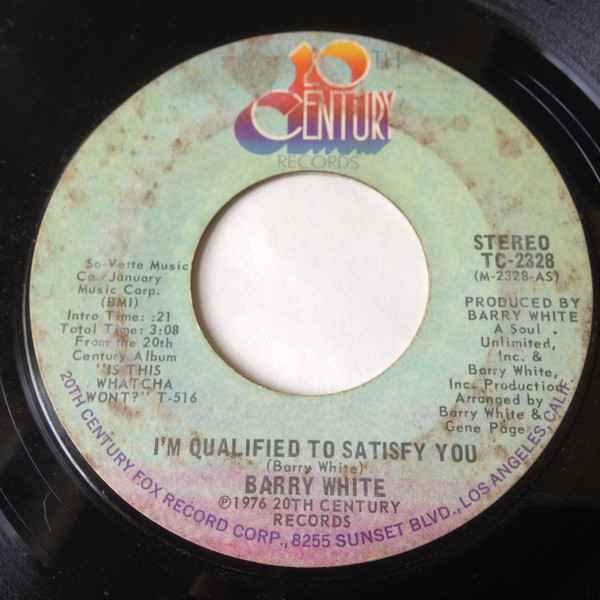 20TH
CENTURY
RECORDS
Sa-Vette Music
Co./January
Music Corp.
(BMI)
Intro Time: :21
Total Time: 3:08
From the 20th
Century Album
"IS THIS
WHATCHA
WONT?" T-516
STEREO
TC-2328
(M-2328-AS)
PRODUCED BY
BARRY WHITE
A Soul
Unlimited,
Inc. &
Barry White,
Inc. Production
Arranged by
Barry White &
Gene Page
I'M QUALIFIED TO SATISFY YOU
(Barry White)
BARRY WHITE
℗1976 20TH CENTURY
RECORDS
20TH CENTURY FOX RECORD CORP., 8255 SUNSET BLVD., LOS ANGELES, CALIF.